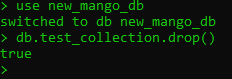 > use new_mango_db
switched to db new_mango_db
> db.test_collection.drop()
true
>